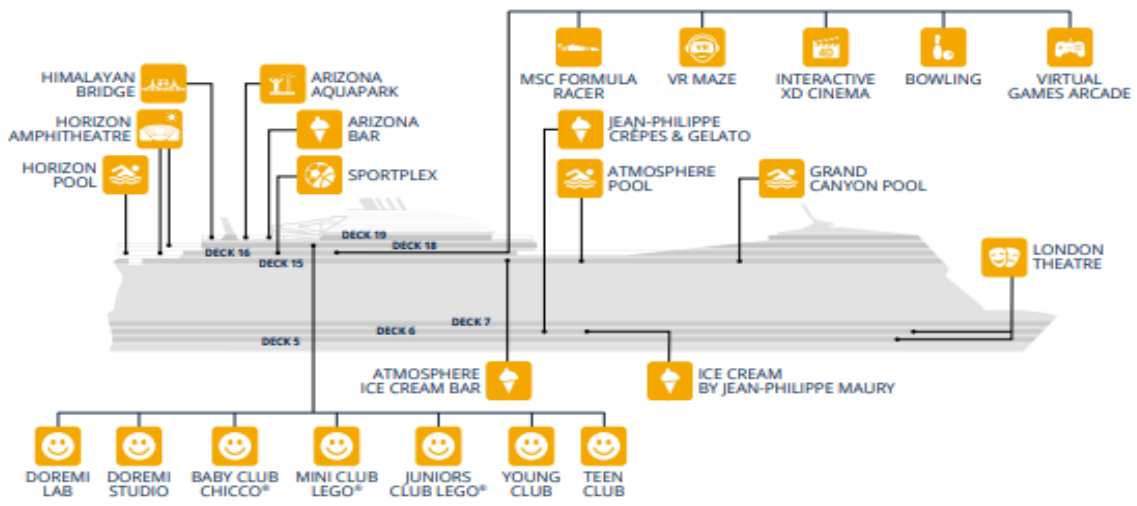 MSC FORMULA
RACER
VR MAZE
INTERACTIVE
XD CINEMA
BOWLING
VIRTUAL
GAMES ARCADE
HIMALAYAN
BRIDGE
ARIZONA
AQUAPARK
HORIZON
AMPHITHEATRE
ARIZONA
BAR
JEAN-PHILIPPE
CRÊPES & GELATO
HORIZON
POOL
SPORTPLEX
ATMOSPHERE
POOL
GRAND
CANYON POOL
DECK 19
DECK 18
DECK 16
DECK 15
LONDON
THEATRE
DECK 7
DECK 6
DECK 5
ATMOSPHERE
ICE CREAM BAR
ICE CREAM
BY JEAN-PHILIPPE MAURY
DOREMI
LAB
DOREMI
STUDIO
BABY CLUB
CHICCO®
MINI CLUB
LEGO®
JUNIORS
CLUB LEGO®
YOUNG
CLUB
TEEN
CLUB